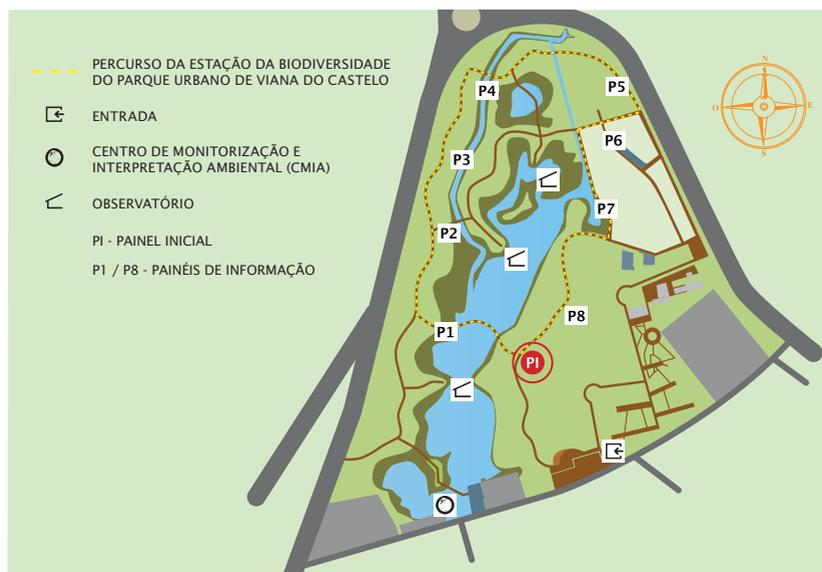 PERCURSO DA ESTAÇÃO DA BIODIVERSIDADE
DO PARQUE URBANO DE VIANA DO CASTELO
ENTRADA
CENTRO DE MONITORIZAÇÃO E
INTERPRETAÇÃO AMBIENTAL (CMIA)
OBSERVATÓRIO
PI - PAINEL INICIAL
P1 / P8 - PAINÉIS DE INFORMAÇÃO
N
O
E
S
P5
P4
P6
P3
P7
P2
P8
P1
PI